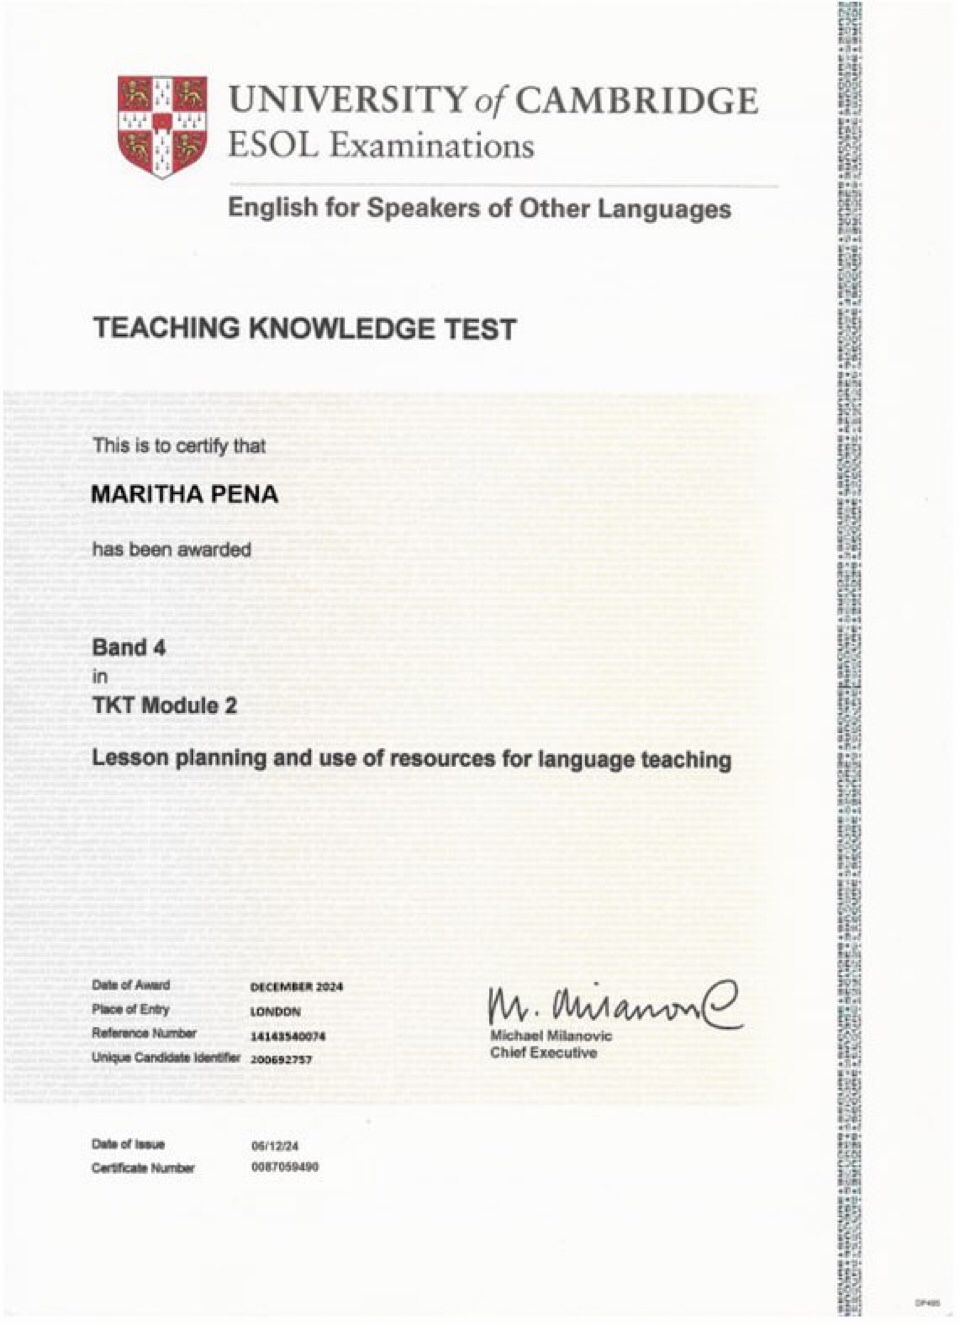 UNIVERSITY of CAMBRIDGE
ESOL Examinations
English for Speakers of Other Languages
TEACHING KNOWLEDGE TEST
This is to certify that
MARITHA PENA
has been awarded
Band 4
in
TKT Module 2
Lesson planning and use of resources for language teaching
Date of Award DECEMBER 2024
Place of Entry LONDON
Reference Number 14143540074
Unique Candidate Identifier 200692757
M. Milanovic
Michael Milanovic
Chief Executive
Date of Issue 06/12/24
Certificate Number 0087059490
DP485